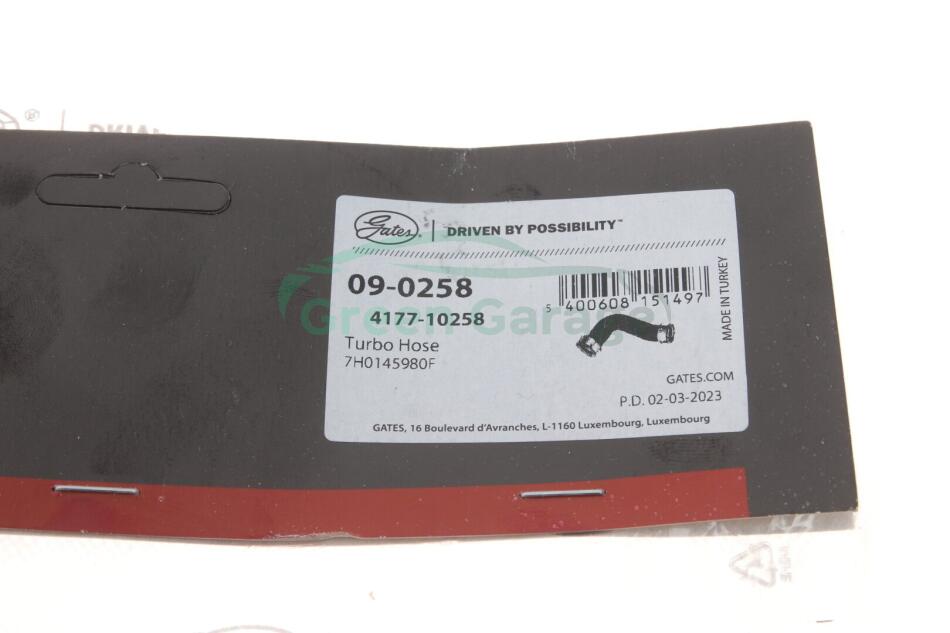 Gates® | DRIVEN BY POSSIBILITY™
09-0258
4177-10258
Turbo Hose
7H0145980F
5 400608 151497
MADE IN TURKEY
Green Garage
GATES.COM
P.D. 02-03-2023
GATES, 16 Boulevard d'Avranches, L-1160 Luxembourg, Luxembourg